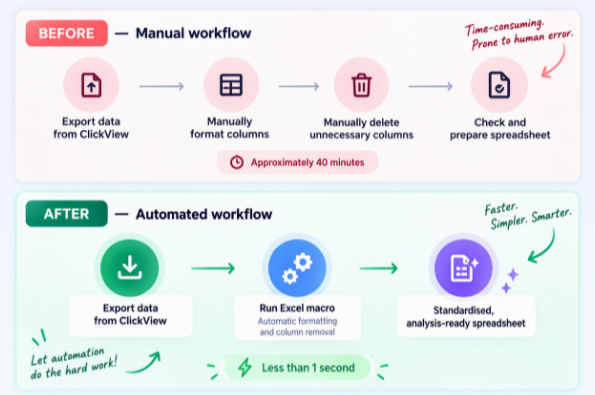 BEFORE — Manual workflow
Time-consuming.
Prone to human error.
Export data
from ClickView
Manually
format columns
Manually delete
unnecessary columns
Check and
prepare spreadsheet
Approximately 40 minutes
AFTER — Automated workflow
Faster.
Simpler. Smarter.
Export data
from ClickView
Run Excel macro
Automatic formatting
and column removal
Standardised,
analysis-ready spreadsheet
Let automation
do the hard work!
Less than 1 second